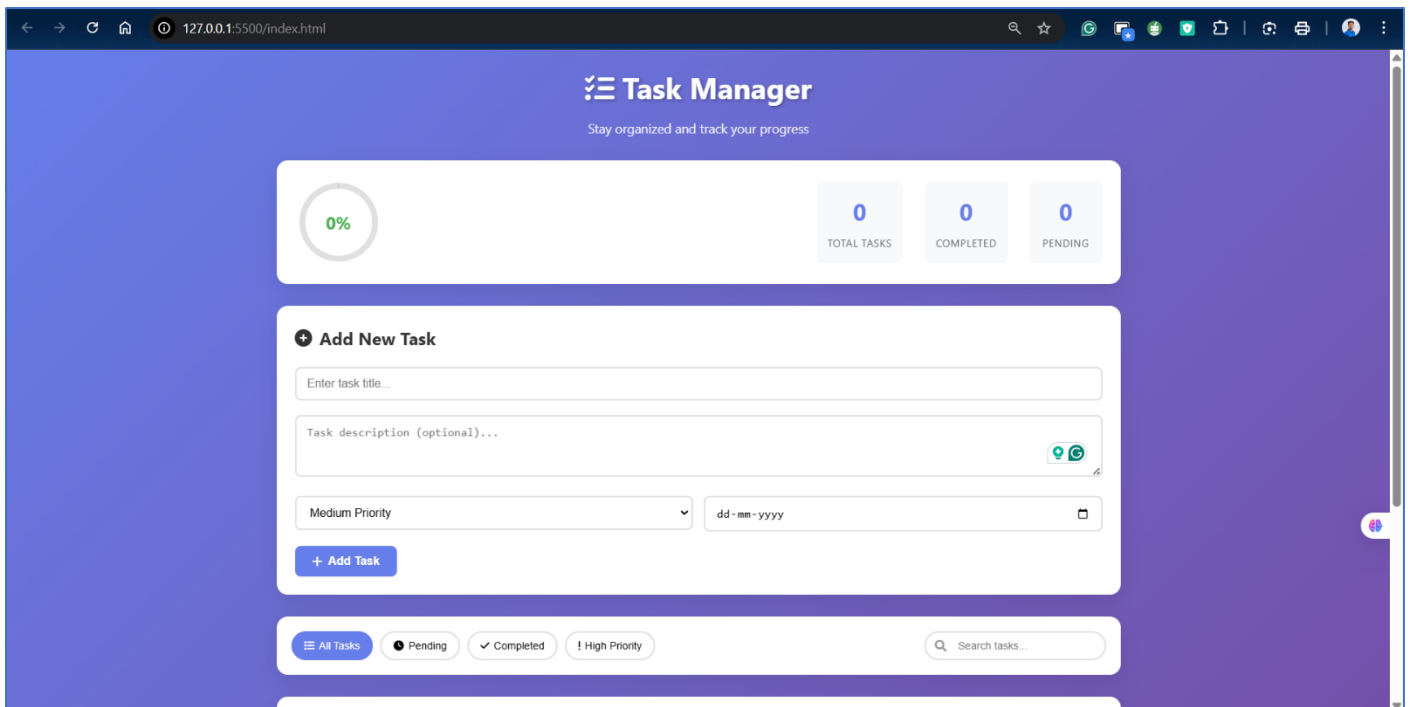 127.0.0.1:5500/index.html
Task Manager
Stay organized and track your progress
0%
0
TOTAL TASKS
0
COMPLETED
0
PENDING
Add New Task
Enter task title...
Task description (optional)...
Medium Priority
dd-mm-yyyy
+ Add Task
All Tasks
Pending
Completed
! High Priority
Search tasks...